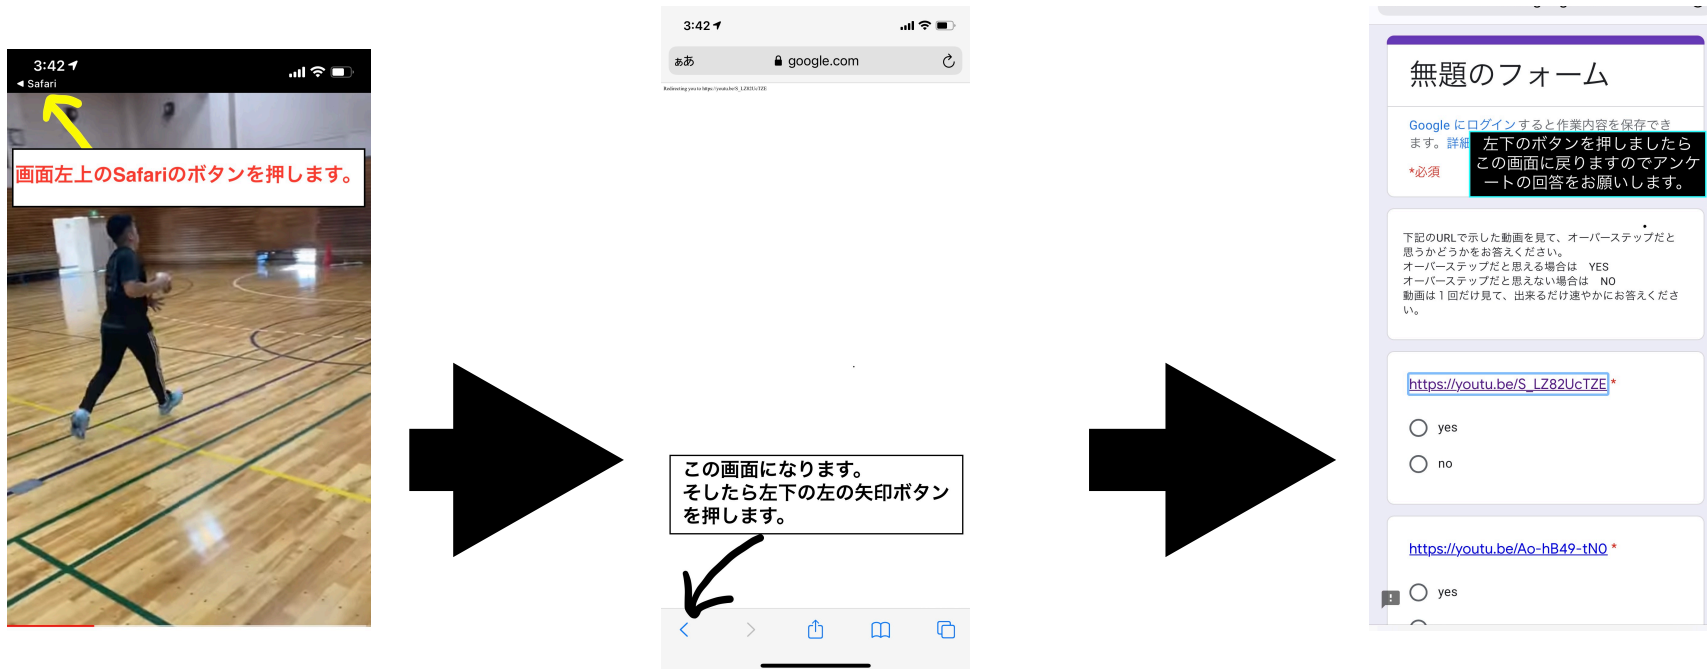 3:42
◀ Safari
画面左上のSafariのボタンを押します。
3:42
ぁあ google.com
Redirecting you to https://youtu.be/S_LZ82UcTZE
この画面になります。
そしたら左下の左の矢印ボタン
を押します。
無題のフォーム
Google にログインすると作業内容を保存でき
ます。詳細
*必須
左下のボタンを押しましたら
この画面に戻りますのでアンケ
ートの回答をお願いします。
下記のURLで示した動画を見て、オーバーステップだと
思うかどうかをお答えください。
オーバーステップだと思える場合は　YES
オーバーステップだと思えない場合は　NO
動画は１回だけ見て、出来るだけ速やかにお答えくださ
い。
https://youtu.be/S_LZ82UcTZE *
yes
no
https://youtu.be/Ao-hB49-tN0 *
yes